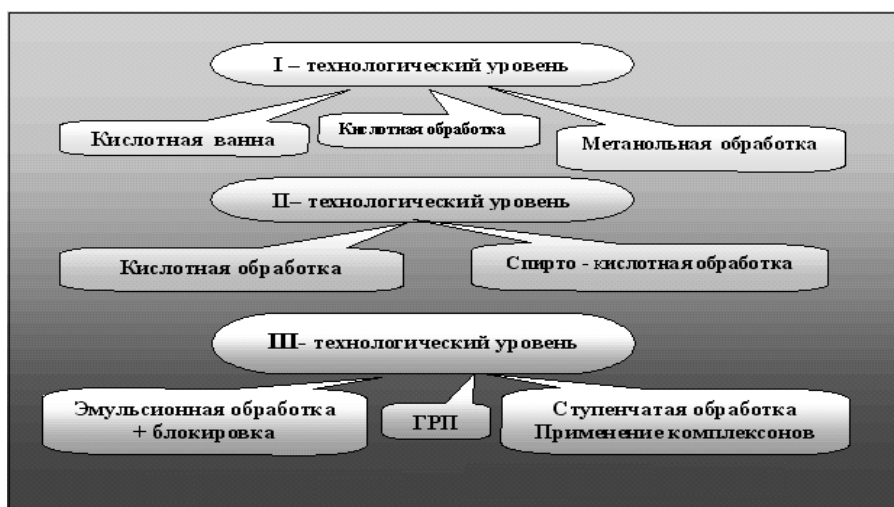 I – технологический уровень
Кислотная ванна
Кислотная обработка
Метанольная обработка
II– технологический уровень
Кислотная обработка
Спирто - кислотная обработка
III- технологический уровень
Эмульсионная обработка
+ блокировка
ГРП
Ступенчатая обработка
Применение комплексонов